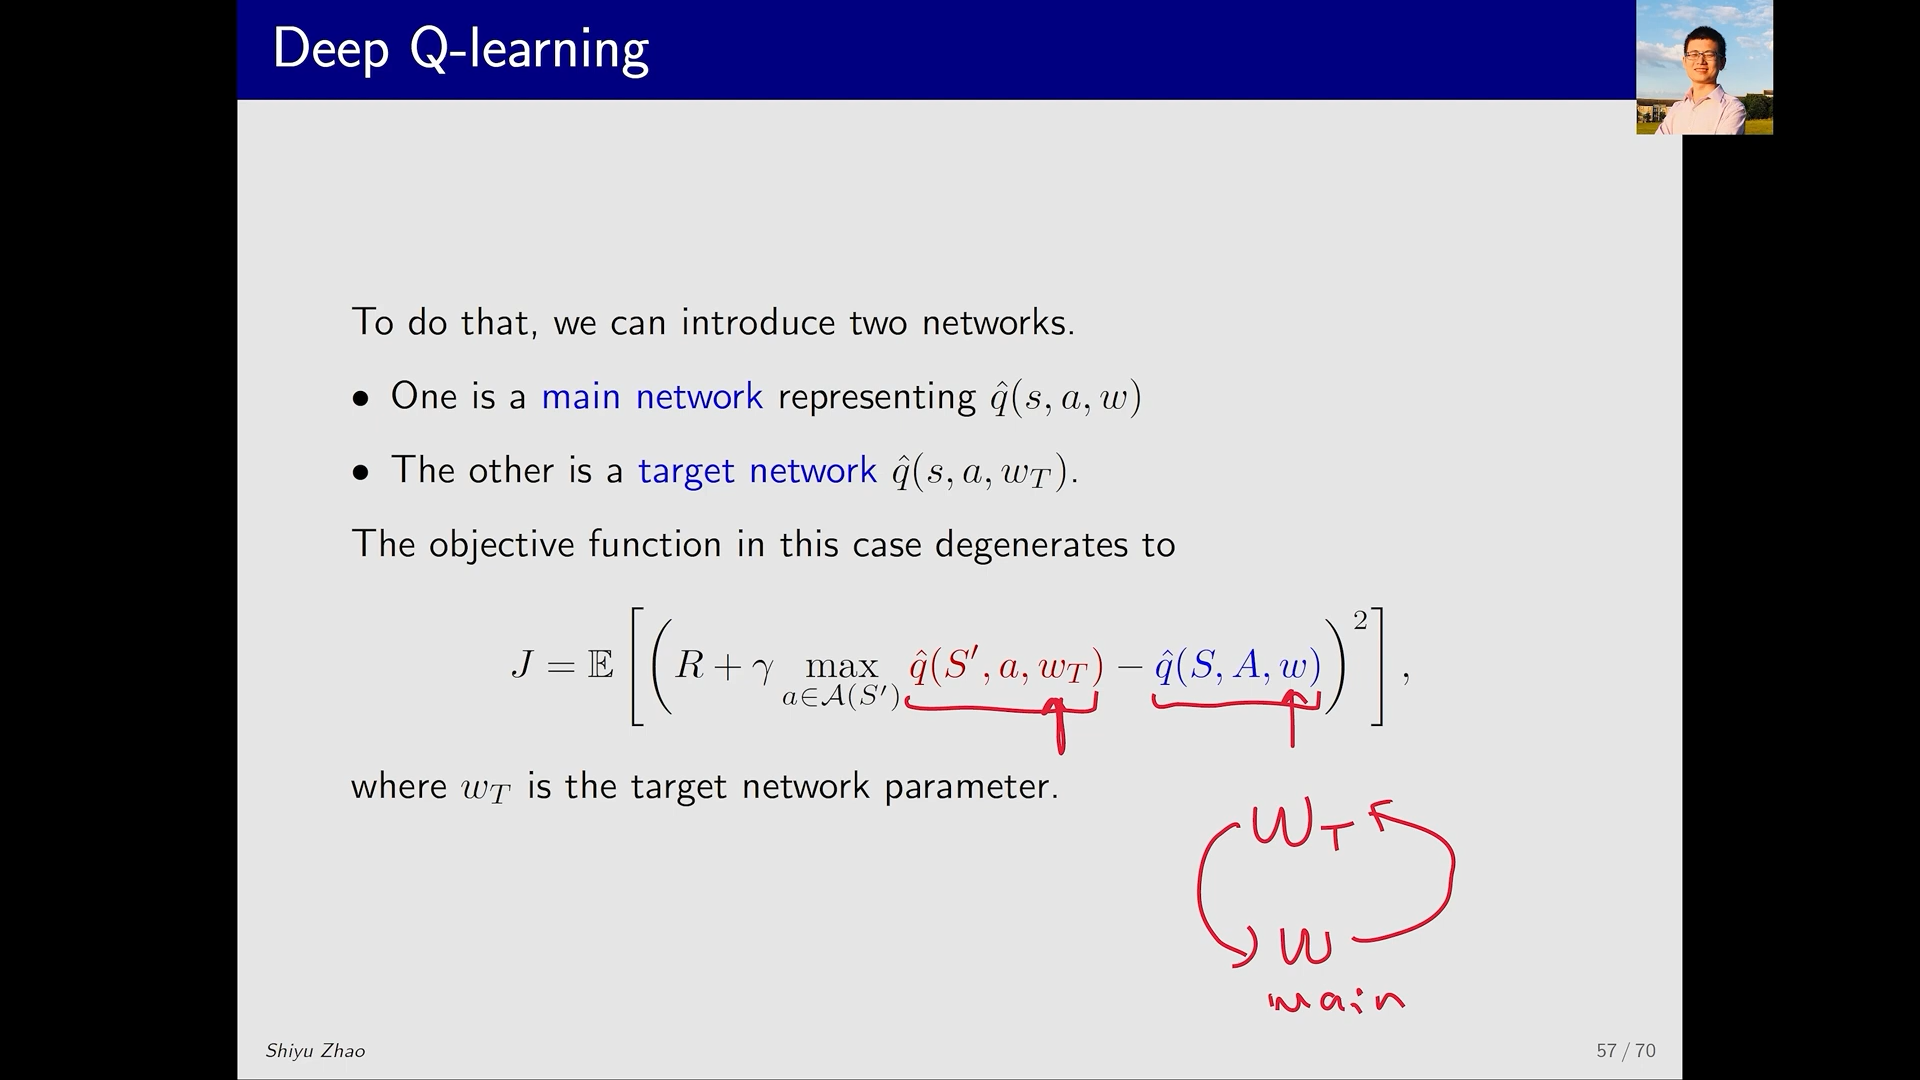 Deep Q-learning
To do that, we can introduce two networks.
• One is a main network representing q̂(s, a, w)
• The other is a target network q̂(s, a, w_T).
The objective function in this case degenerates to
J = 𝔼 [ ( R + γ max_{a∈𝒜(S′)} q̂(S′, a, w_T) − q̂(S, A, w) )² ] ,
where w_T is the target network parameter.
W_T
W
main
Shiyu Zhao
57 / 70